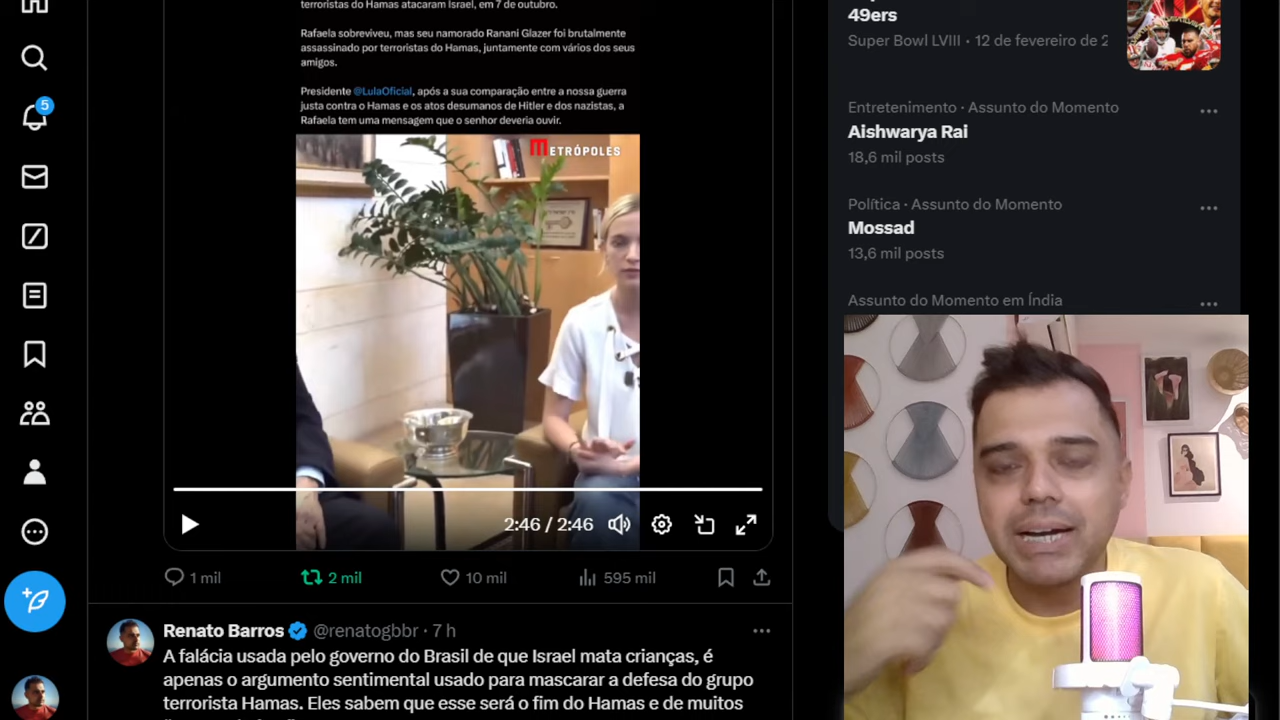 terroristas do Hamas atacaram Israel, em 7 de outubro.
Rafaela sobreviveu, mas seu namorado Ranani Glazer foi brutalmente
assassinado por terroristas do Hamas, juntamente com vários dos seus
amigos.
Presidente @LulaOficial, após a sua comparação entre a nossa guerra
justa contra o Hamas e os atos desumanos de Hitler e dos nazistas, a
Rafaela tem uma mensagem que o senhor deveria ouvir.
METRÓPOLES
2:46 / 2:46
1 mil
2 mil
10 mil
595 mil
Renato Barros @renatogbbr · 7 h
A falácia usada pelo governo do Brasil de que Israel mata crianças, é
apenas o argumento sentimental usado para mascarar a defesa do grupo
terrorista Hamas. Eles sabem que esse será o fim do Hamas e de muitos
5
49ers
Super Bowl LVIII · 12 de fevereiro de 2
Entretenimento · Assunto do Momento
Aishwarya Rai
18,6 mil posts
Política · Assunto do Momento
Mossad
13,6 mil posts
Assunto do Momento em Índia